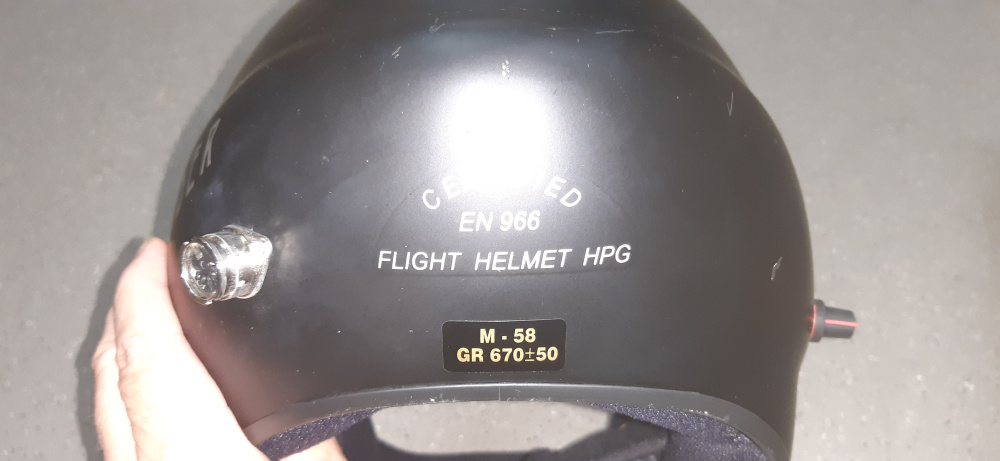 EN 966
FLIGHT HELMET HPG
M - 58
GR 670±50